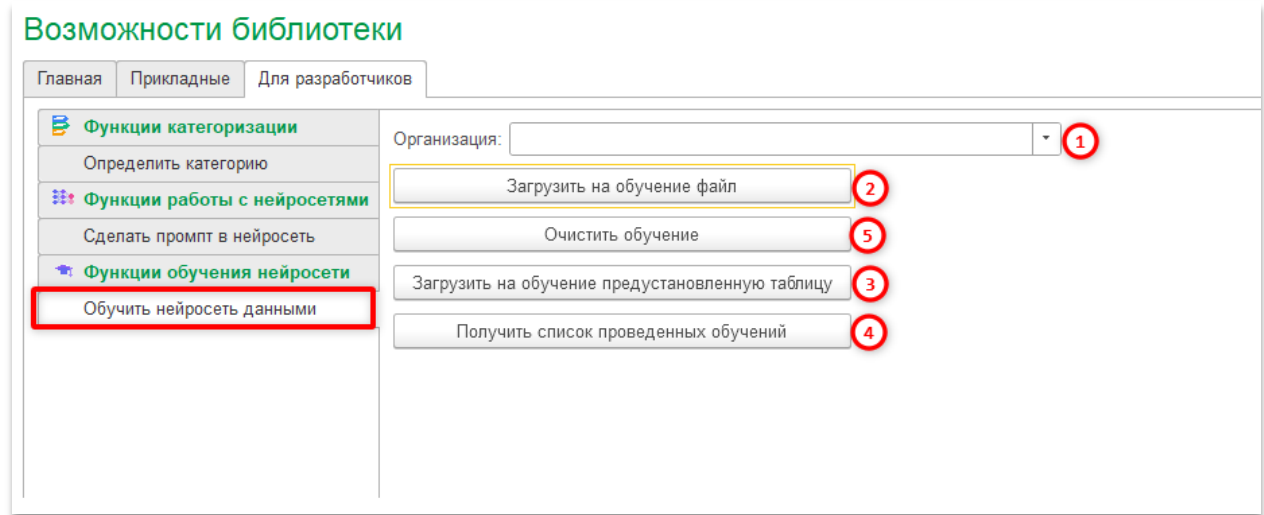 Возможности библиотеки
Главная Прикладные Для разработчиков
Функции категоризации
Определить категорию
Функции работы с нейросетями
Сделать промпт в нейросеть
Функции обучения нейросети
Обучить нейросеть данными
Организация: 1
Загрузить на обучение файл 2
Очистить обучение 5
Загрузить на обучение предустановленную таблицу 3
Получить список проведенных обучений 4